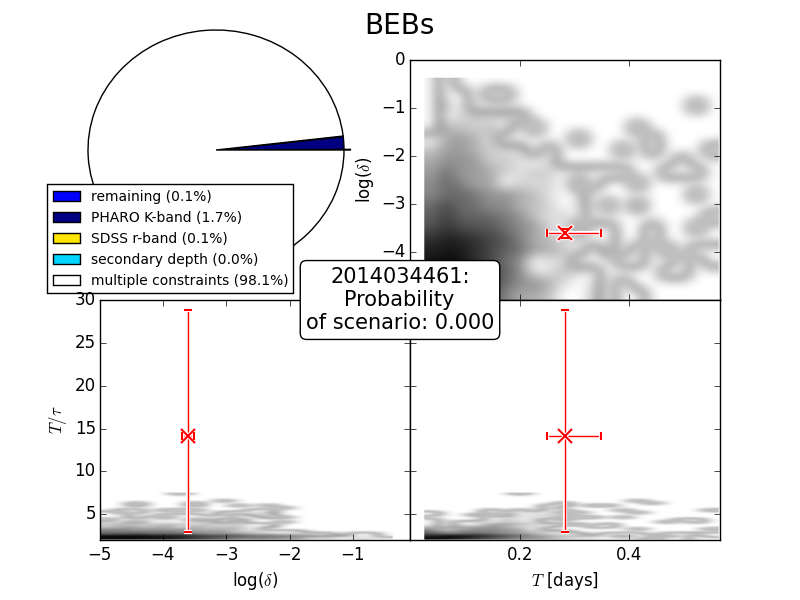 BEBs
0
−1
−2
−3
−4
log(δ)
remaining (0.1%)
PHARO K-band (1.7%)
SDSS r-band (0.1%)
secondary depth (0.0%)
multiple constraints (98.1%)
2014034461:
Probability
of scenario: 0.000
30
25
20
15
10
5
T/τ
−5 −4 −3 −2 −1
log(δ)
0.2 0.4
T [days]